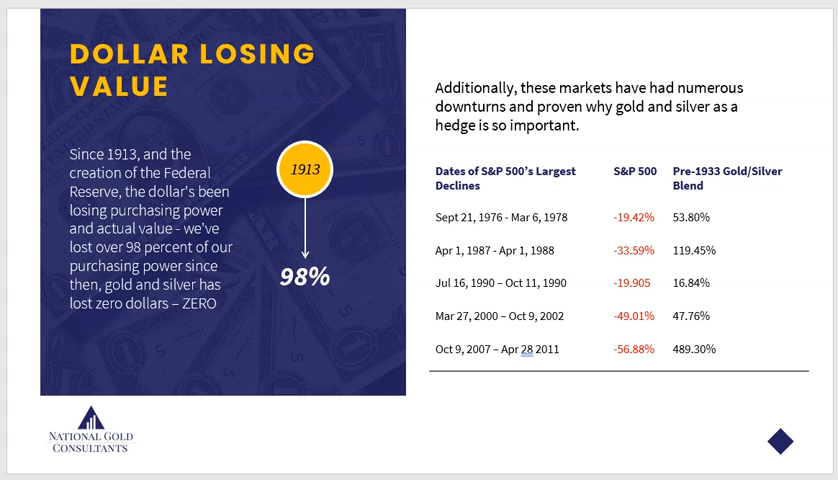 DOLLAR LOSING
VALUE
Since 1913, and the
creation of the Federal
Reserve, the dollar's been
losing purchasing power
and actual value - we've
lost over 98 percent of our
purchasing power since
then, gold and silver has
lost zero dollars – ZERO
1913
98%
Additionally, these markets have had numerous
downturns and proven why gold and silver as a
hedge is so important.
Dates of S&P 500's Largest Declines S&P 500 Pre-1933 Gold/Silver Blend
Sept 21, 1976 - Mar 6, 1978 -19.42% 53.80%
Apr 1, 1987 - Apr 1, 1988 -33.59% 119.45%
Jul 16, 1990 – Oct 11, 1990 -19.905 16.84%
Mar 27, 2000 – Oct 9, 2002 -49.01% 47.76%
Oct 9, 2007 – Apr 28 2011 -56.88% 489.30%
NATIONAL GOLD
CONSULTANTS